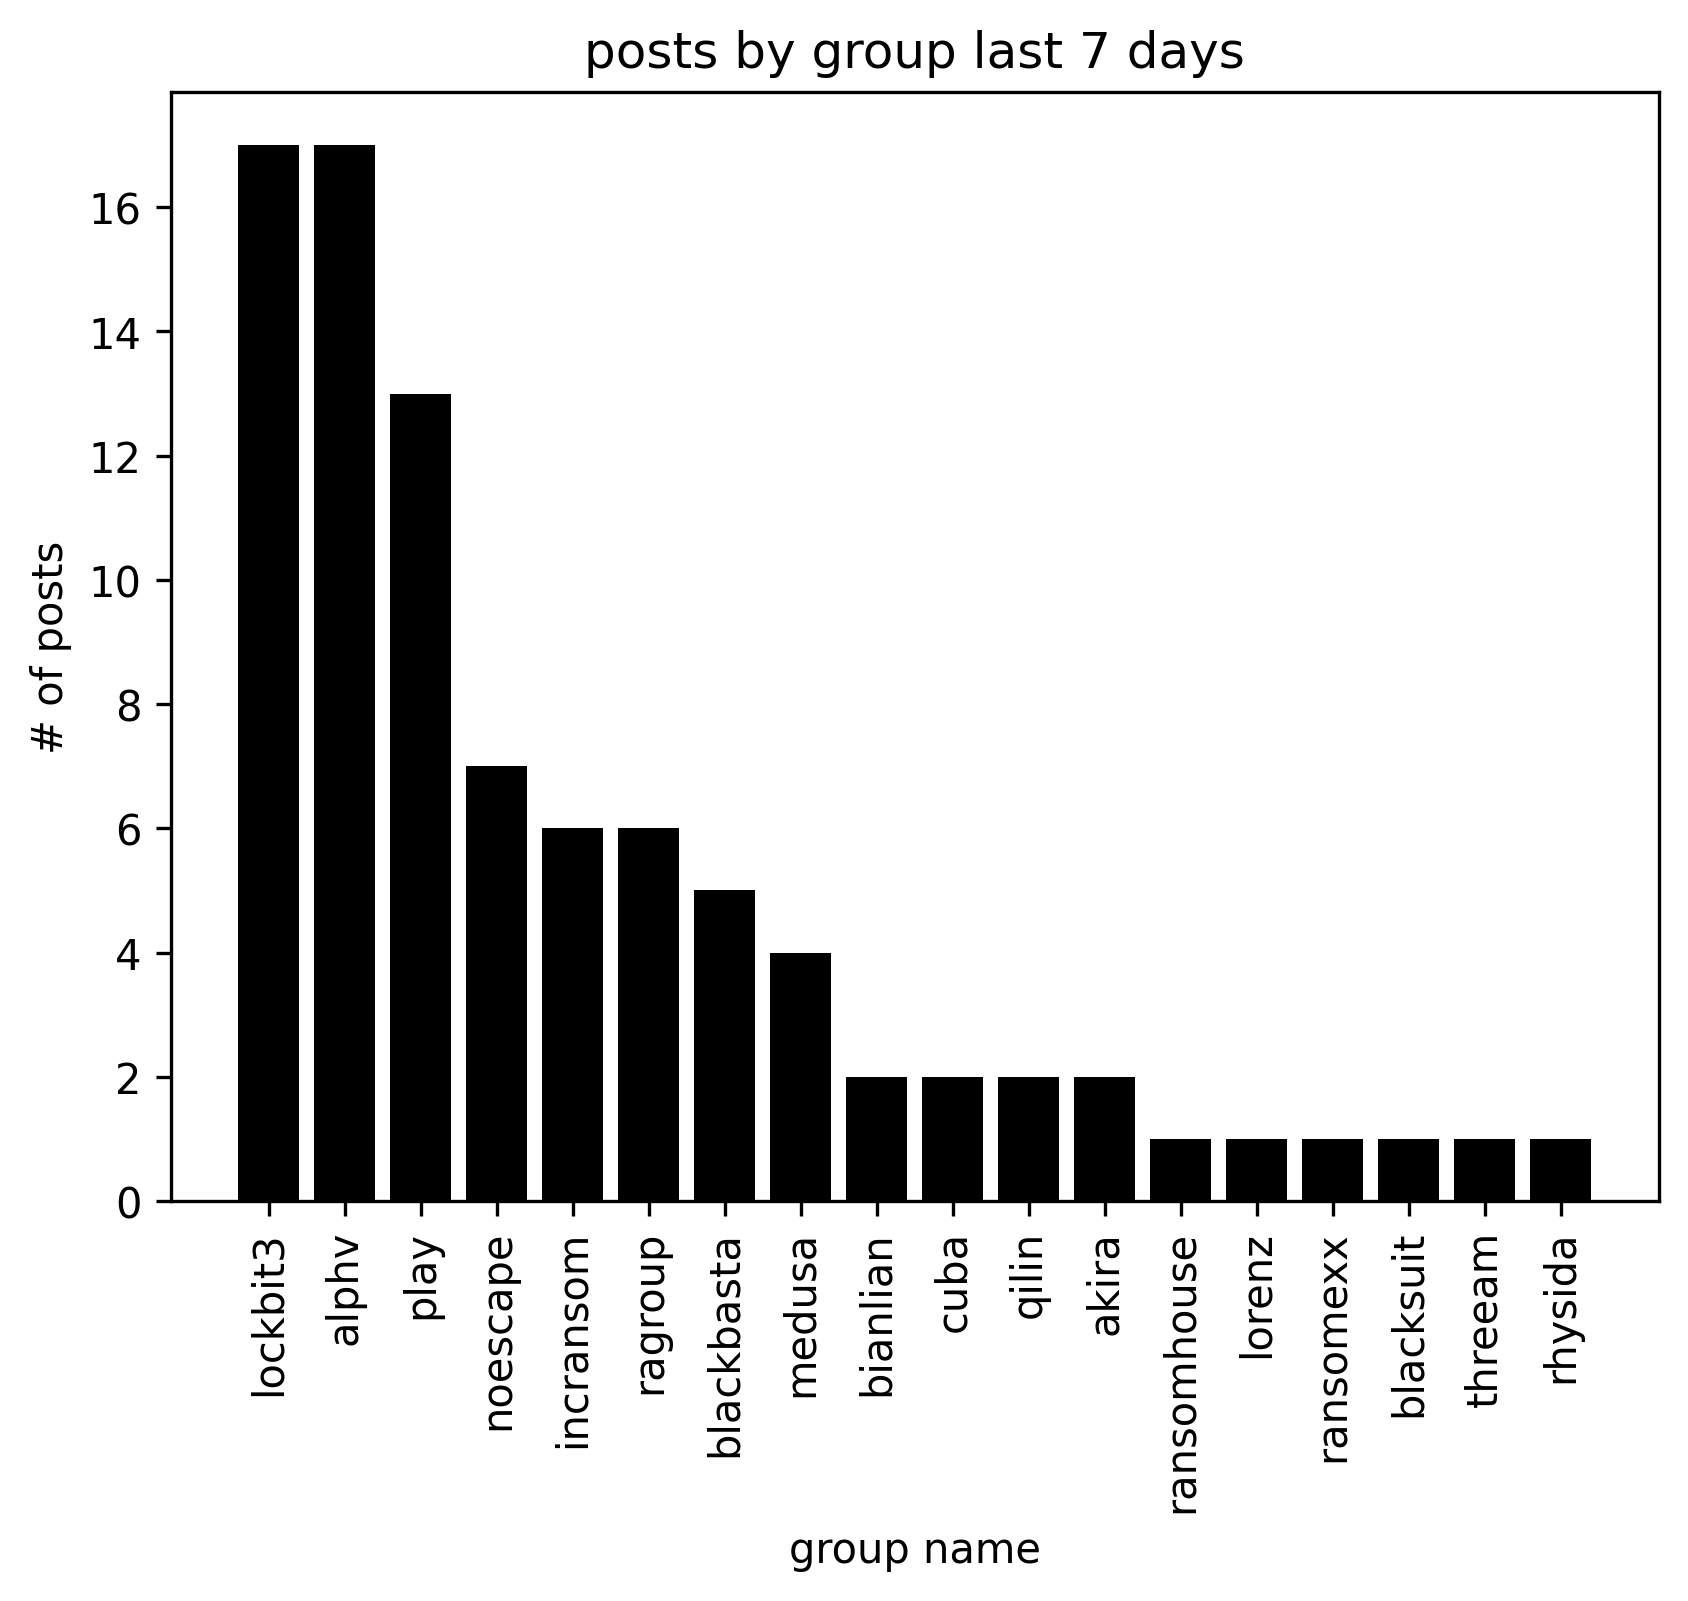 posts by group last 7 days
# of posts
16
14
12
10
8
6
4
2
0
lockbit3
alphv
play
noescape
incransom
ragroup
blackbasta
medusa
bianlian
cuba
qilin
akira
ransomhouse
lorenz
ransomexx
blacksuit
threeam
rhysida
group name